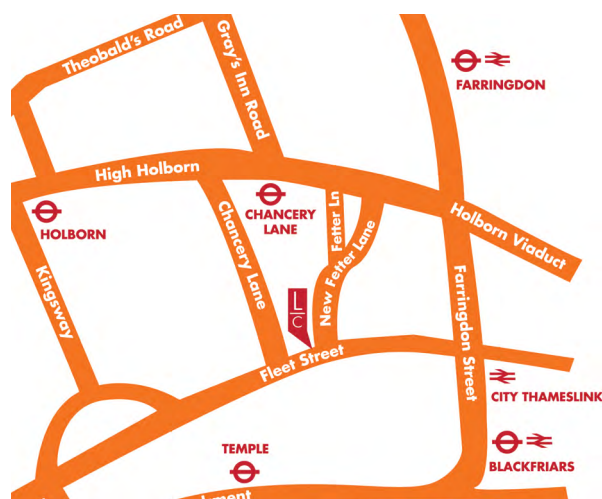 Theobald's Road
Gray's Inn Road
FARRINGDON
High Holborn
HOLBORN
CHANCERY
LANE
Fetter Ln
Holborn Viaduct
Kingsway
Chancery Lane
New Fetter Lane
Farringdon Street
L
C
Fleet Street
CITY THAMESLINK
TEMPLE
BLACKFRIARS